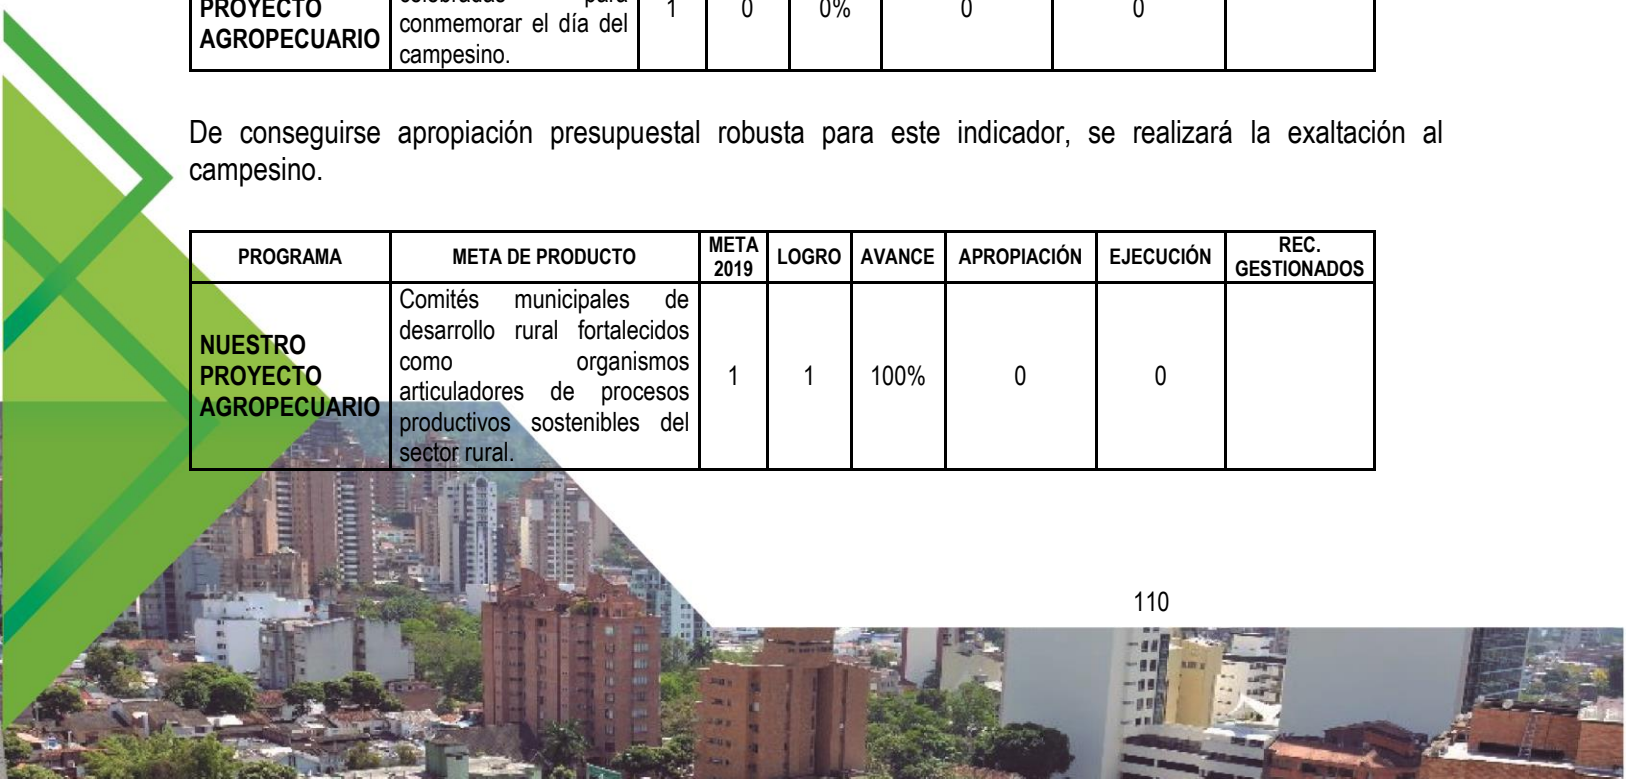 PROYECTO
AGROPECUARIO
celebradas para
conmemorar el día del
campesino.
1 0 0% 0 0
De conseguirse apropiación presupuestal robusta para este indicador, se realizará la exaltación al
campesino.
PROGRAMA META DE PRODUCTO META 2019 LOGRO AVANCE APROPIACIÓN EJECUCIÓN REC. GESTIONADOS
NUESTRO
PROYECTO
AGROPECUARIO
Comités municipales de
desarrollo rural fortalecidos
como organismos
articuladores de procesos
productivos sostenibles del
sector rural.
1 1 100% 0 0
110